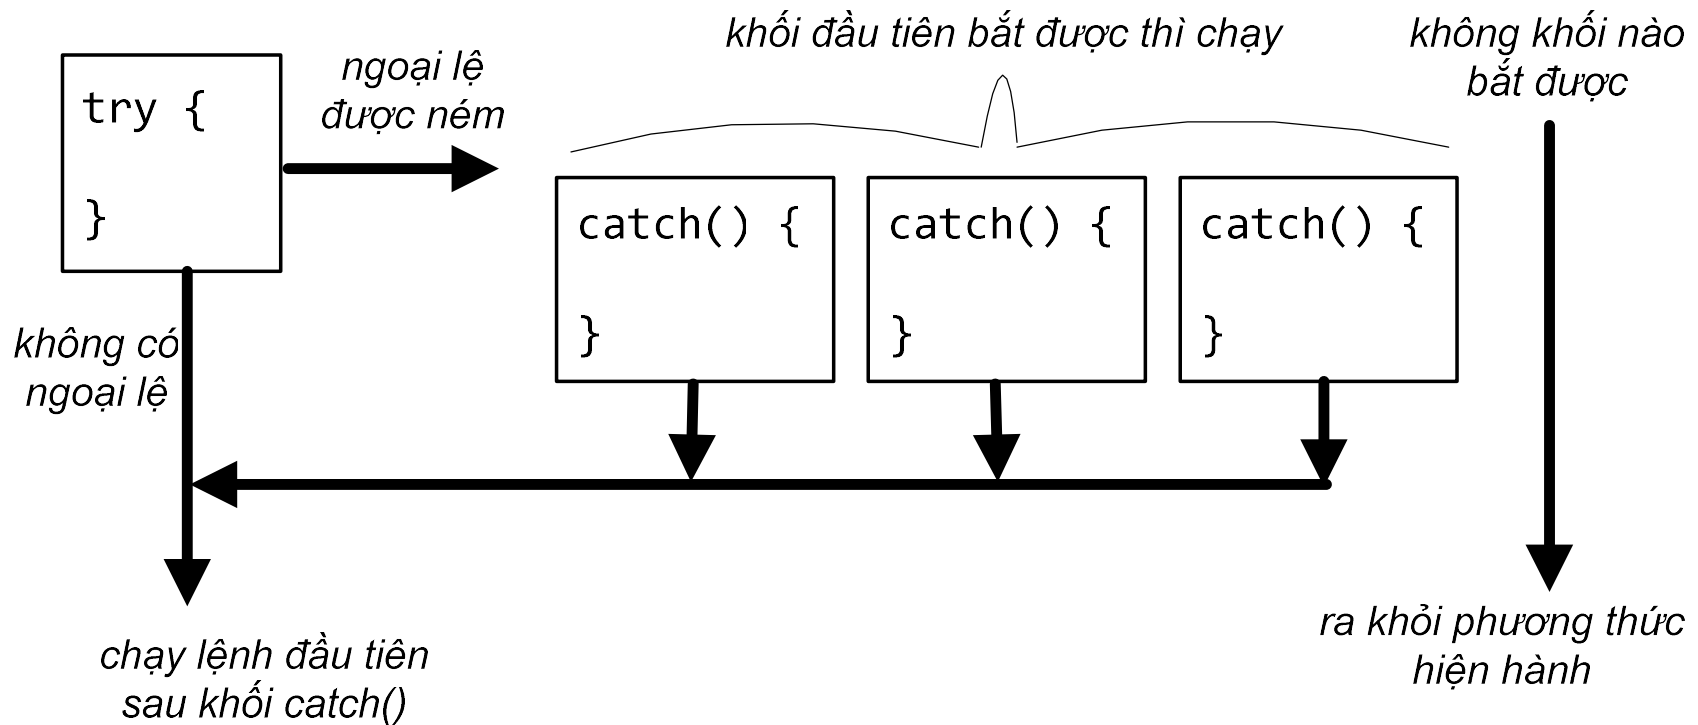 try {
}
ngoại lệ
được ném
khối đầu tiên bắt được thì chạy
không khối nào
bắt được
catch() {
}
catch() {
}
catch() {
}
không có
ngoại lệ
chạy lệnh đầu tiên
sau khối catch()
ra khỏi phương thức
hiện hành